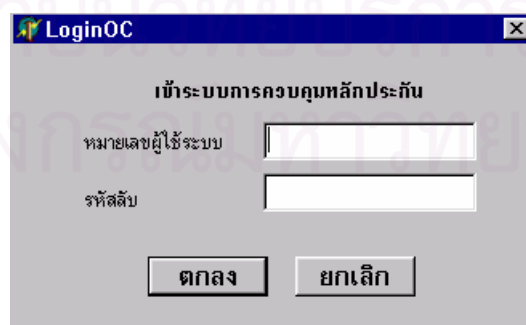 LoginOC
เข้าระบบการควบคุมหลักประกัน
หมายเลขผู้ใช้ระบบ
รหัสลับ
ตกลง ยกเลิก